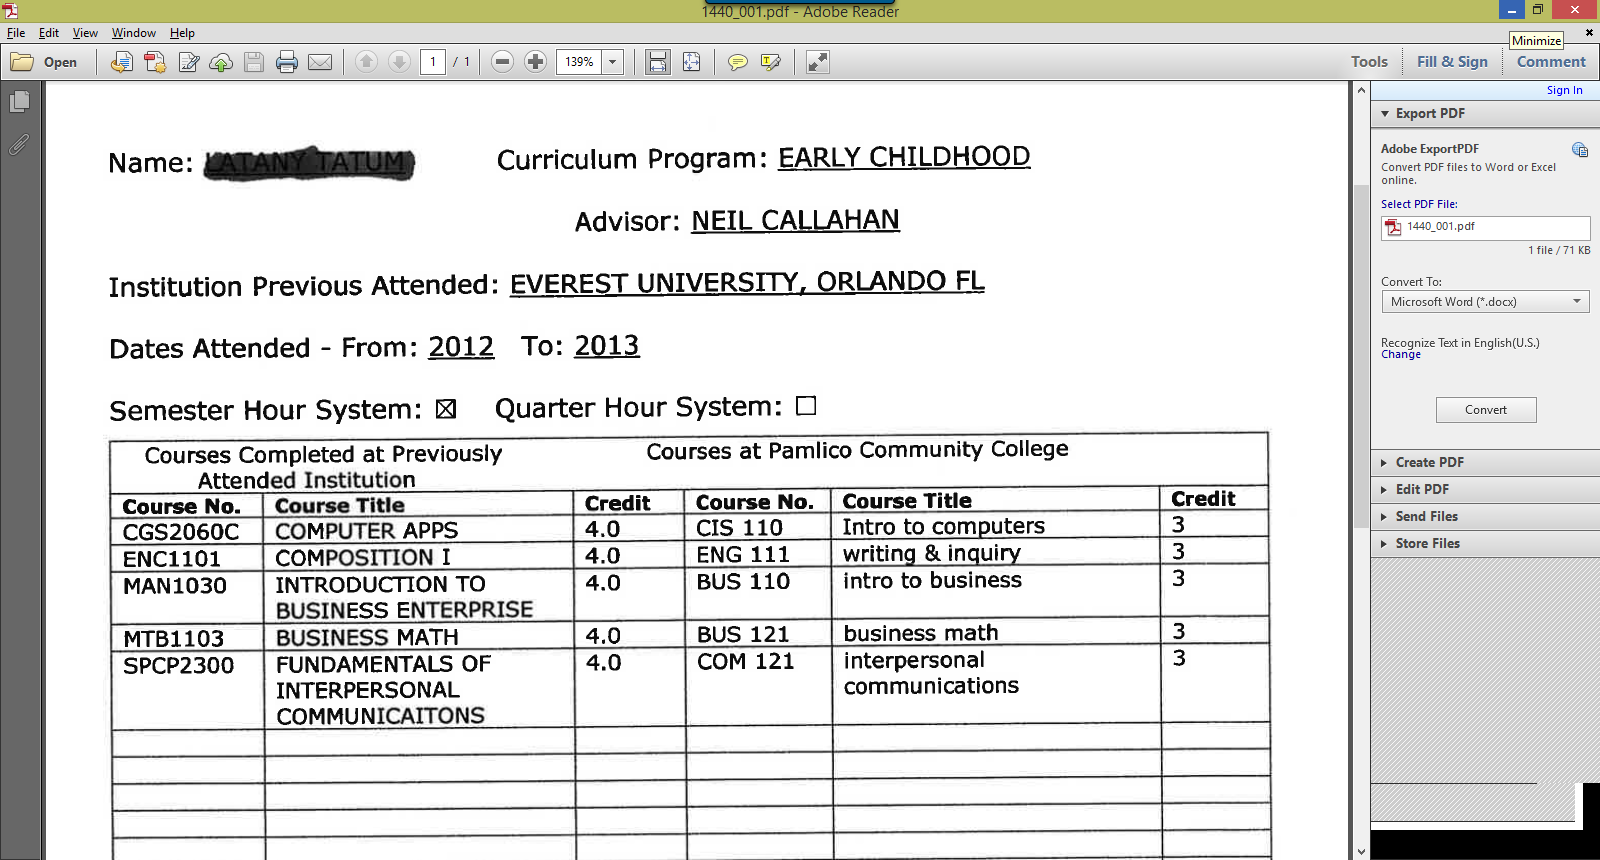 1440_001.pdf - Adobe Reader
File Edit View Window Help
Minimize
Open 1 / 1 139% Tools Fill & Sign Comment
Sign In
Export PDF
Adobe ExportPDF
Convert PDF files to Word or Excel
online.
Select PDF File:
1440_001.pdf
1 file / 71 KB
Convert To:
Microsoft Word (*.docx)
Recognize Text in English(U.S.)
Change
Convert
Create PDF
Edit PDF
Send Files
Store Files
Name: Curriculum Program: EARLY CHILDHOOD
Advisor: NEIL CALLAHAN
Institution Previous Attended: EVEREST UNIVERSITY, ORLANDO FL
Dates Attended - From: 2012 To: 2013
Semester Hour System: ☒ Quarter Hour System: ☐
Courses Completed at Previously
Attended Institution
Courses at Pamlico Community College
Course No. Course Title Credit Course No. Course Title Credit
CGS2060C COMPUTER APPS 4.0 CIS 110 Intro to computers 3
ENC1101 COMPOSITION I 4.0 ENG 111 writing & inquiry 3
MAN1030 INTRODUCTION TO 4.0 BUS 110 intro to business 3
BUSINESS ENTERPRISE
MTB1103 BUSINESS MATH 4.0 BUS 121 business math 3
SPCP2300 FUNDAMENTALS OF 4.0 COM 121 interpersonal 3
INTERPERSONAL communications
COMMUNICAITONS